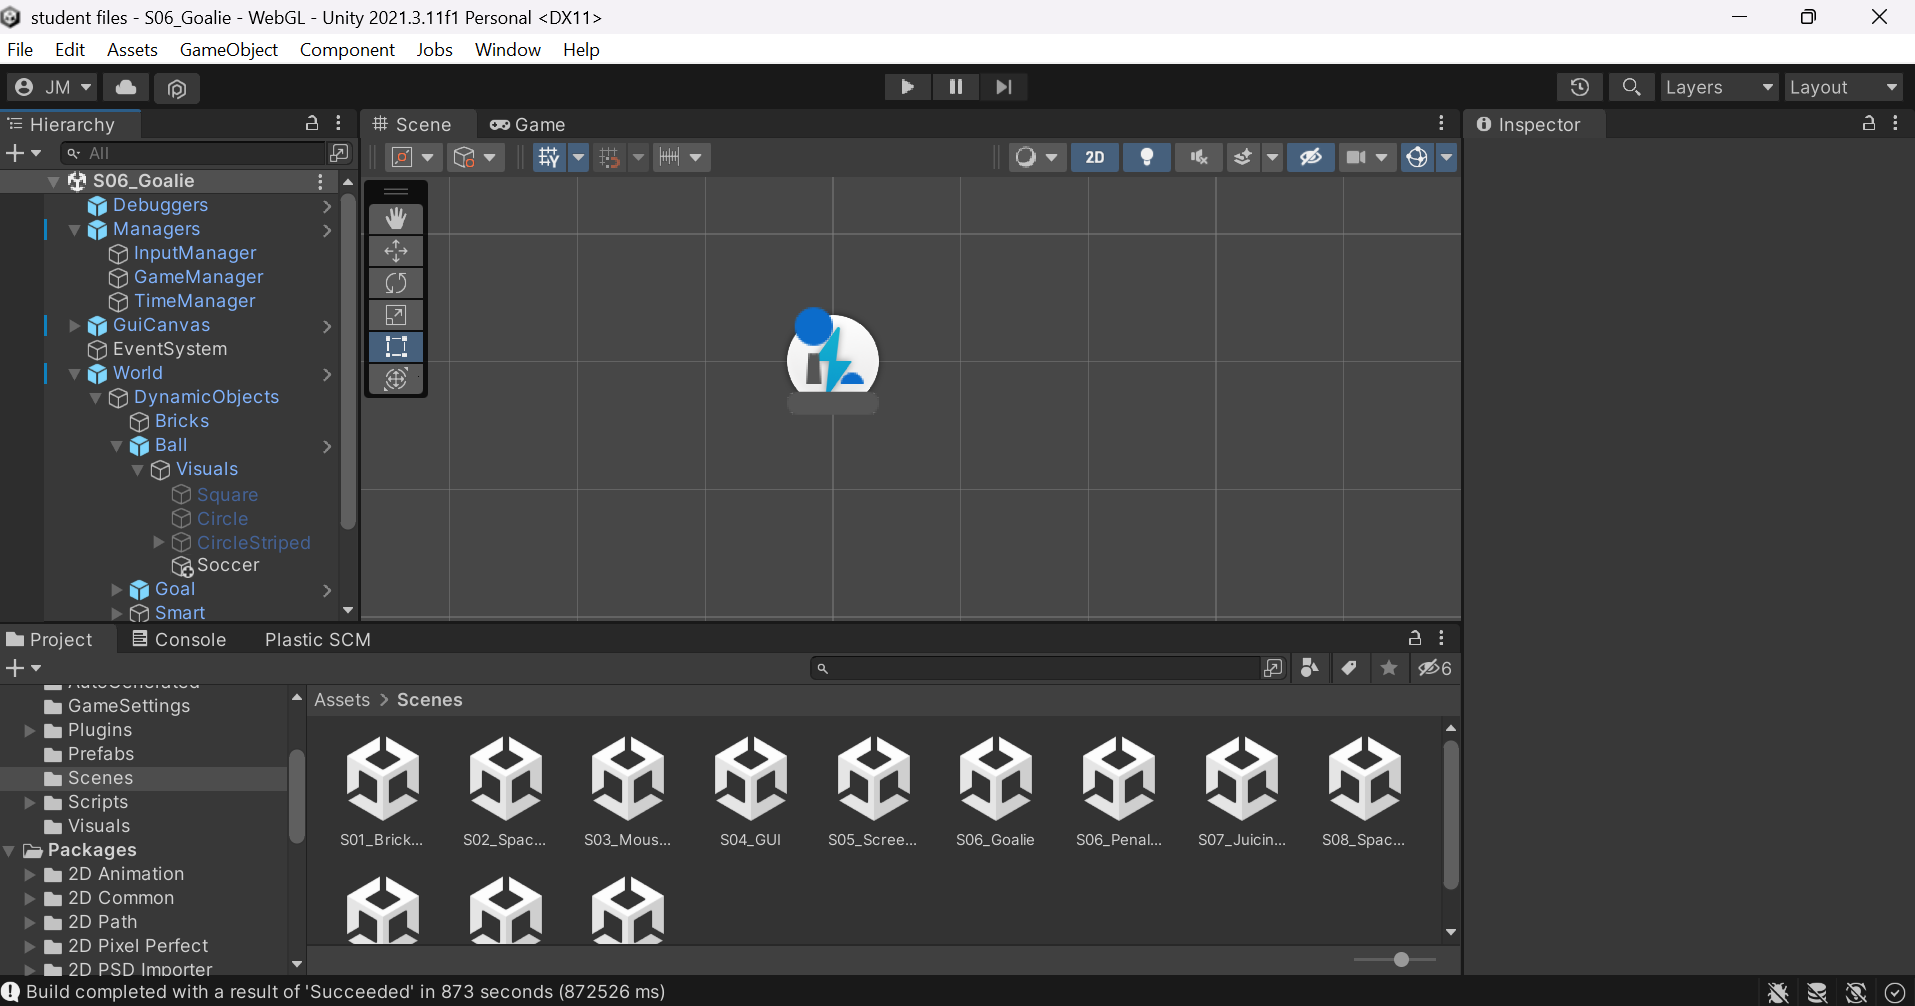 student files - S06_Goalie - WebGL - Unity 2021.3.11f1 Personal <DX11>
File Edit Assets GameObject Component Jobs Window Help
JM Layers Layout
Hierarchy
All
S06_Goalie
Debuggers
Managers
InputManager
GameManager
TimeManager
GuiCanvas
EventSystem
World
DynamicObjects
Bricks
Ball
Visuals
Square
Circle
CircleStriped
Soccer
Goal
Smart
Scene Game
2D
Inspector
Project Console Plastic SCM
6
AutoGenerated
GameSettings
Plugins
Prefabs
Scenes
Scripts
Visuals
Packages
2D Animation
2D Common
2D Path
2D Pixel Perfect
2D PSD Importer
Assets > Scenes
S01_Brick... S02_Spac... S03_Mous... S04_GUI S05_Scree... S06_Goalie S06_Penal... S07_Juicin... S08_Spac...
Build completed with a result of 'Succeeded' in 873 seconds (872526 ms)